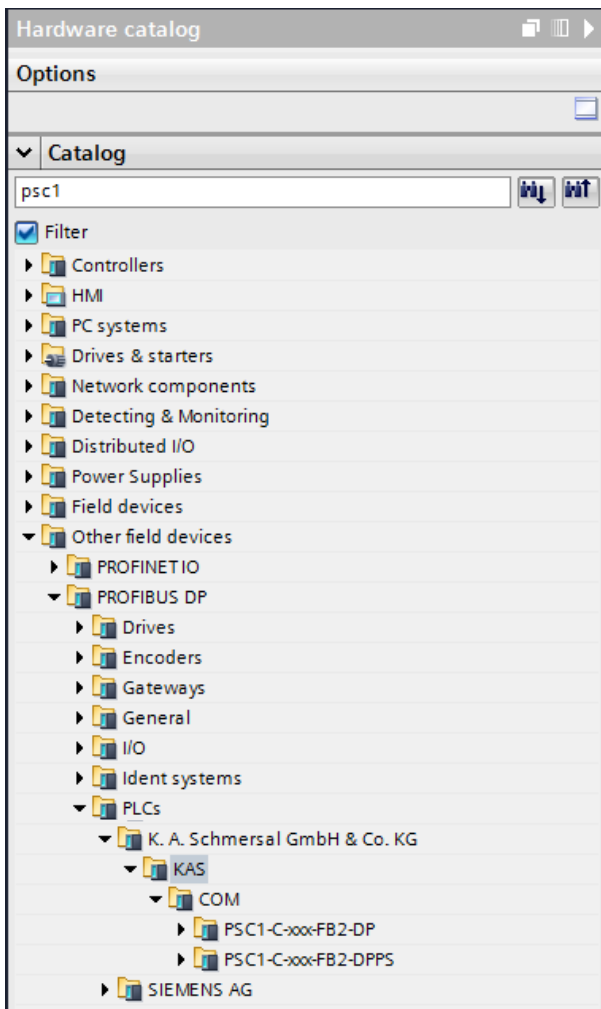 Hardware catalog
Options
Catalog
psc1
Filter
Controllers
HMI
PC systems
Drives & starters
Network components
Detecting & Monitoring
Distributed I/O
Power Supplies
Field devices
Other field devices
PROFINET IO
PROFIBUS DP
Drives
Encoders
Gateways
General
I/O
Ident systems
PLCs
K. A. Schmersal GmbH & Co. KG
KAS
COM
PSC1-C-xxx-FB2-DP
PSC1-C-xxx-FB2-DPPS
SIEMENS AG